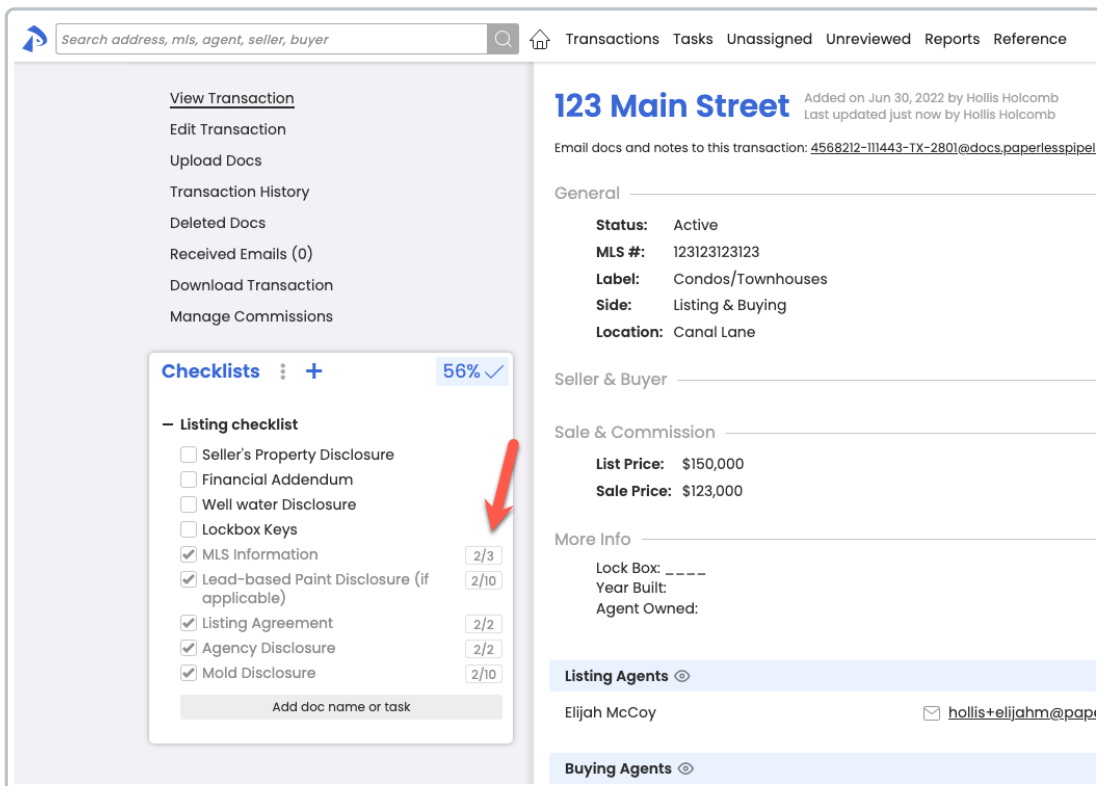 Search address, mls, agent, seller, buyer
Transactions Tasks Unassigned Unreviewed Reports Reference
View Transaction
Edit Transaction
Upload Docs
Transaction History
Deleted Docs
Received Emails (0)
Download Transaction
Manage Commissions
Checklists + 56%
Listing checklist
Seller's Property Disclosure
Financial Addendum
Well water Disclosure
Lockbox Keys
MLS Information 2/3
Lead-based Paint Disclosure (if 2/10
applicable)
Listing Agreement 2/2
Agency Disclosure 2/2
Mold Disclosure 2/10
Add doc name or task
123 Main Street
Added on Jun 30, 2022 by Hollis Holcomb
Last updated just now by Hollis Holcomb
Email docs and notes to this transaction: 4568212-111443-TX-2801@docs.paperlesspipel
General
Status: Active
MLS #: 123123123123
Label: Condos/Townhouses
Side: Listing & Buying
Location: Canal Lane
Seller & Buyer
Sale & Commission
List Price: $150,000
Sale Price: $123,000
More Info
Lock Box: ____
Year Built:
Agent Owned:
Listing Agents
Elijah McCoy hollis+elijahm@pape
Buying Agents